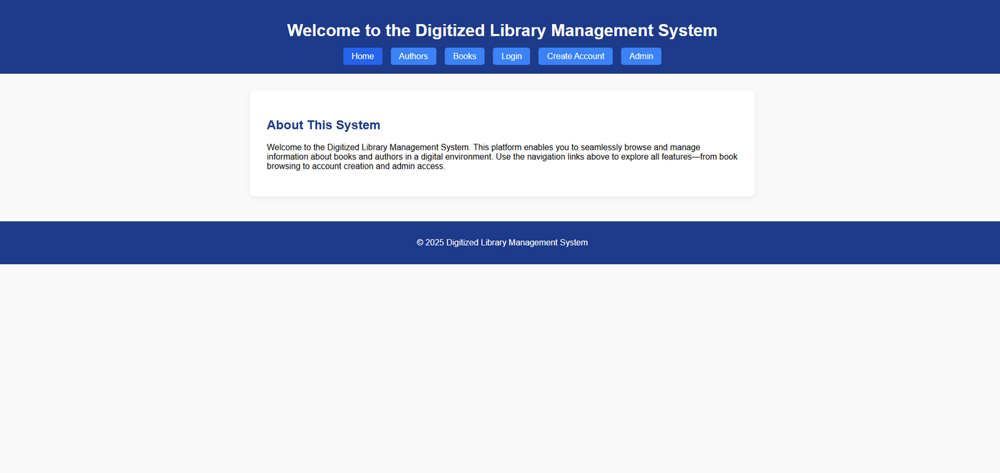 Welcome to the Digitized Library Management System
Home Authors Books Login Create Account Admin
About This System
Welcome to the Digitized Library Management System. This platform enables you to seamlessly browse and manage
information about books and authors in a digital environment. Use the navigation links above to explore all features—from book
browsing to account creation and admin access.
© 2025 Digitized Library Management System